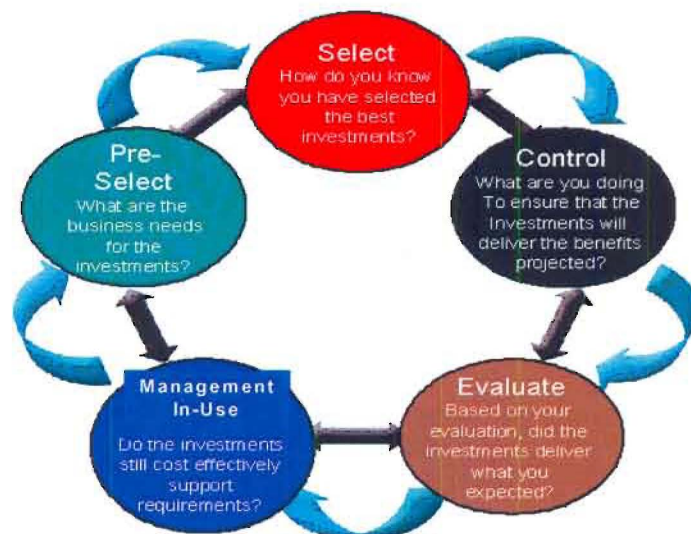 Select
How do you know
you have selected
the best
investments?
Pre-
Select
What are the
business needs
for the
investments?
Control
What are you doing
To ensure that the
Investments will
deliver the benefits
projected?
Management
In-Use
Do the investments
still cost effectively
support
requirements?
Evaluate
Based on your
evaluation, did the
investments deliver
what you
expected?